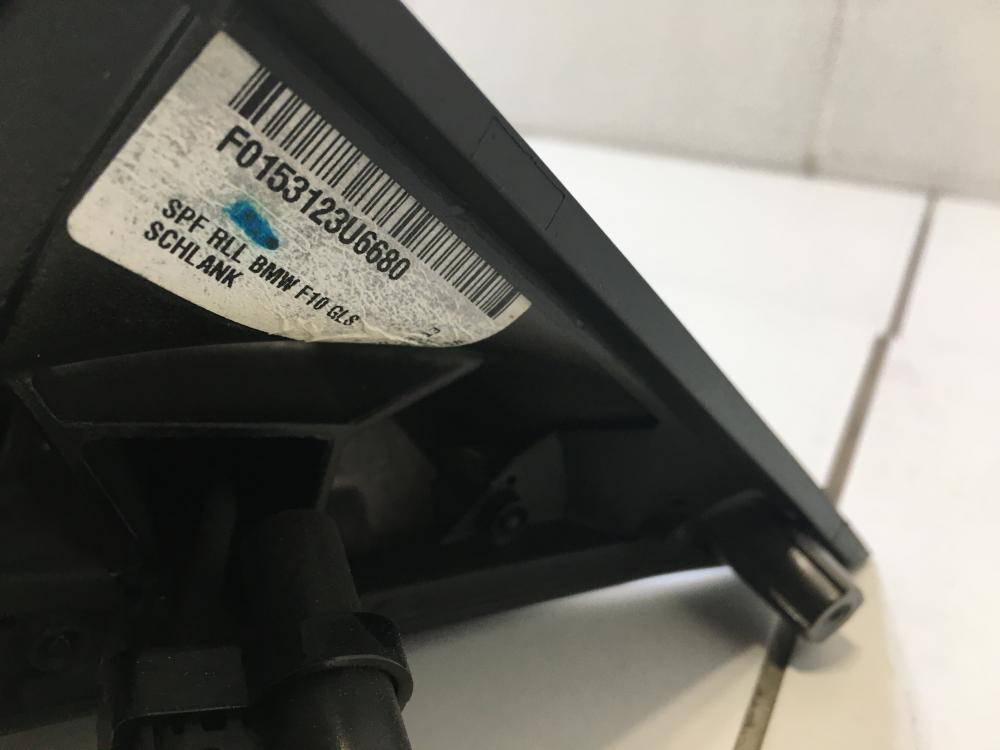 F0153123U6680
SPF RLL BMW F10 GLS
SCHLANK